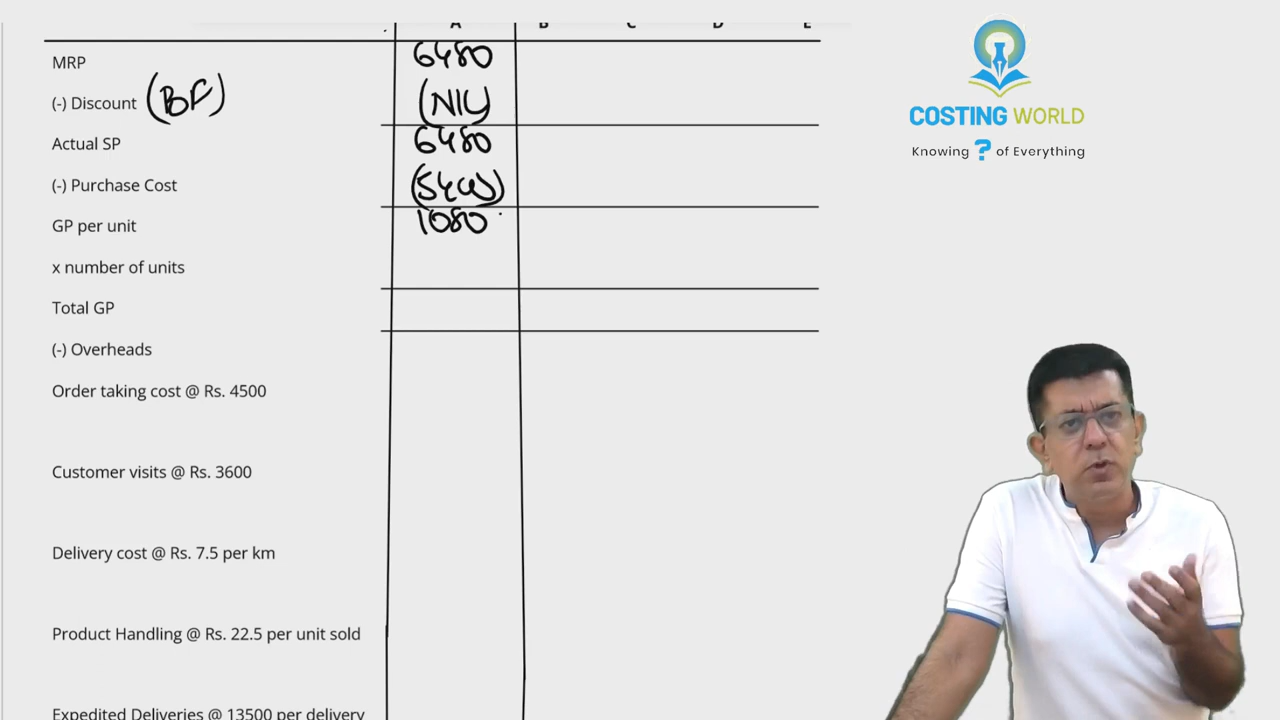 A B C D E
MRP 6480
(-) Discount (BF) (NIL)
Actual SP 6480
(-) Purchase Cost (5400)
GP per unit 1080
x number of units
Total GP
(-) Overheads
Order taking cost @ Rs. 4500
Customer visits @ Rs. 3600
Delivery cost @ Rs. 7.5 per km
Product Handling @ Rs. 22.5 per unit sold
Expedited Deliveries @ 13500 per delivery
COSTING WORLD
Knowing ? of Everything